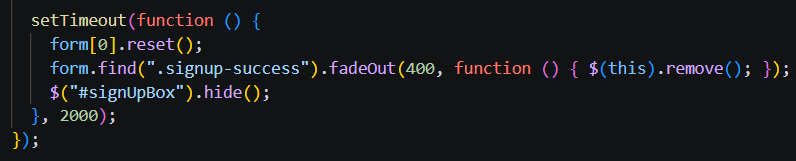 setTimeout(function () {
form[0].reset();
form.find(".signup-success").fadeOut(400, function () { $(this).remove(); });
$("#signUpBox").hide();
}, 2000);
});